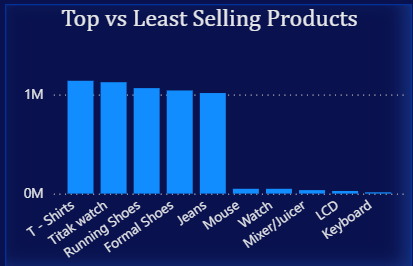 Top vs Least Selling Products
1M
0M
T - Shirts
Titak watch
Running Shoes
Formal Shoes
Jeans
Mouse
Watch
Mixer/Juicer
LCD
Keyboard